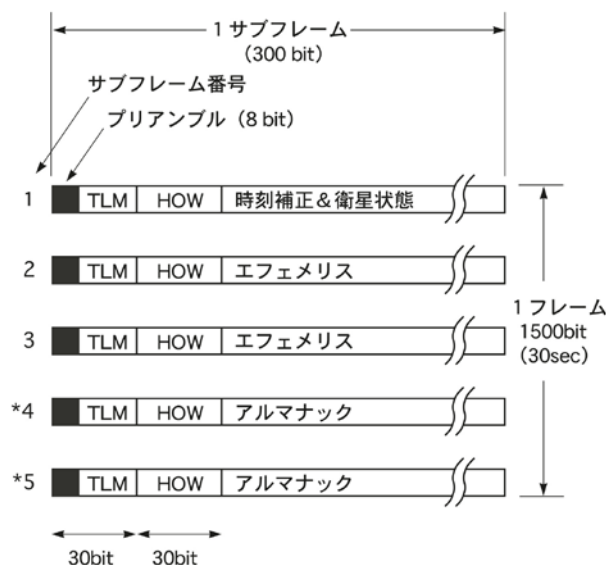 1 サブフレーム
(300 bit)
サブフレーム番号
プリアンブル（8 bit）
1 TLM HOW 時刻補正＆衛星状態
2 TLM HOW エフェメリス
3 TLM HOW エフェメリス
1 フレーム
1500bit
(30sec)
*4 TLM HOW アルマナック
*5 TLM HOW アルマナック
30bit 30bit